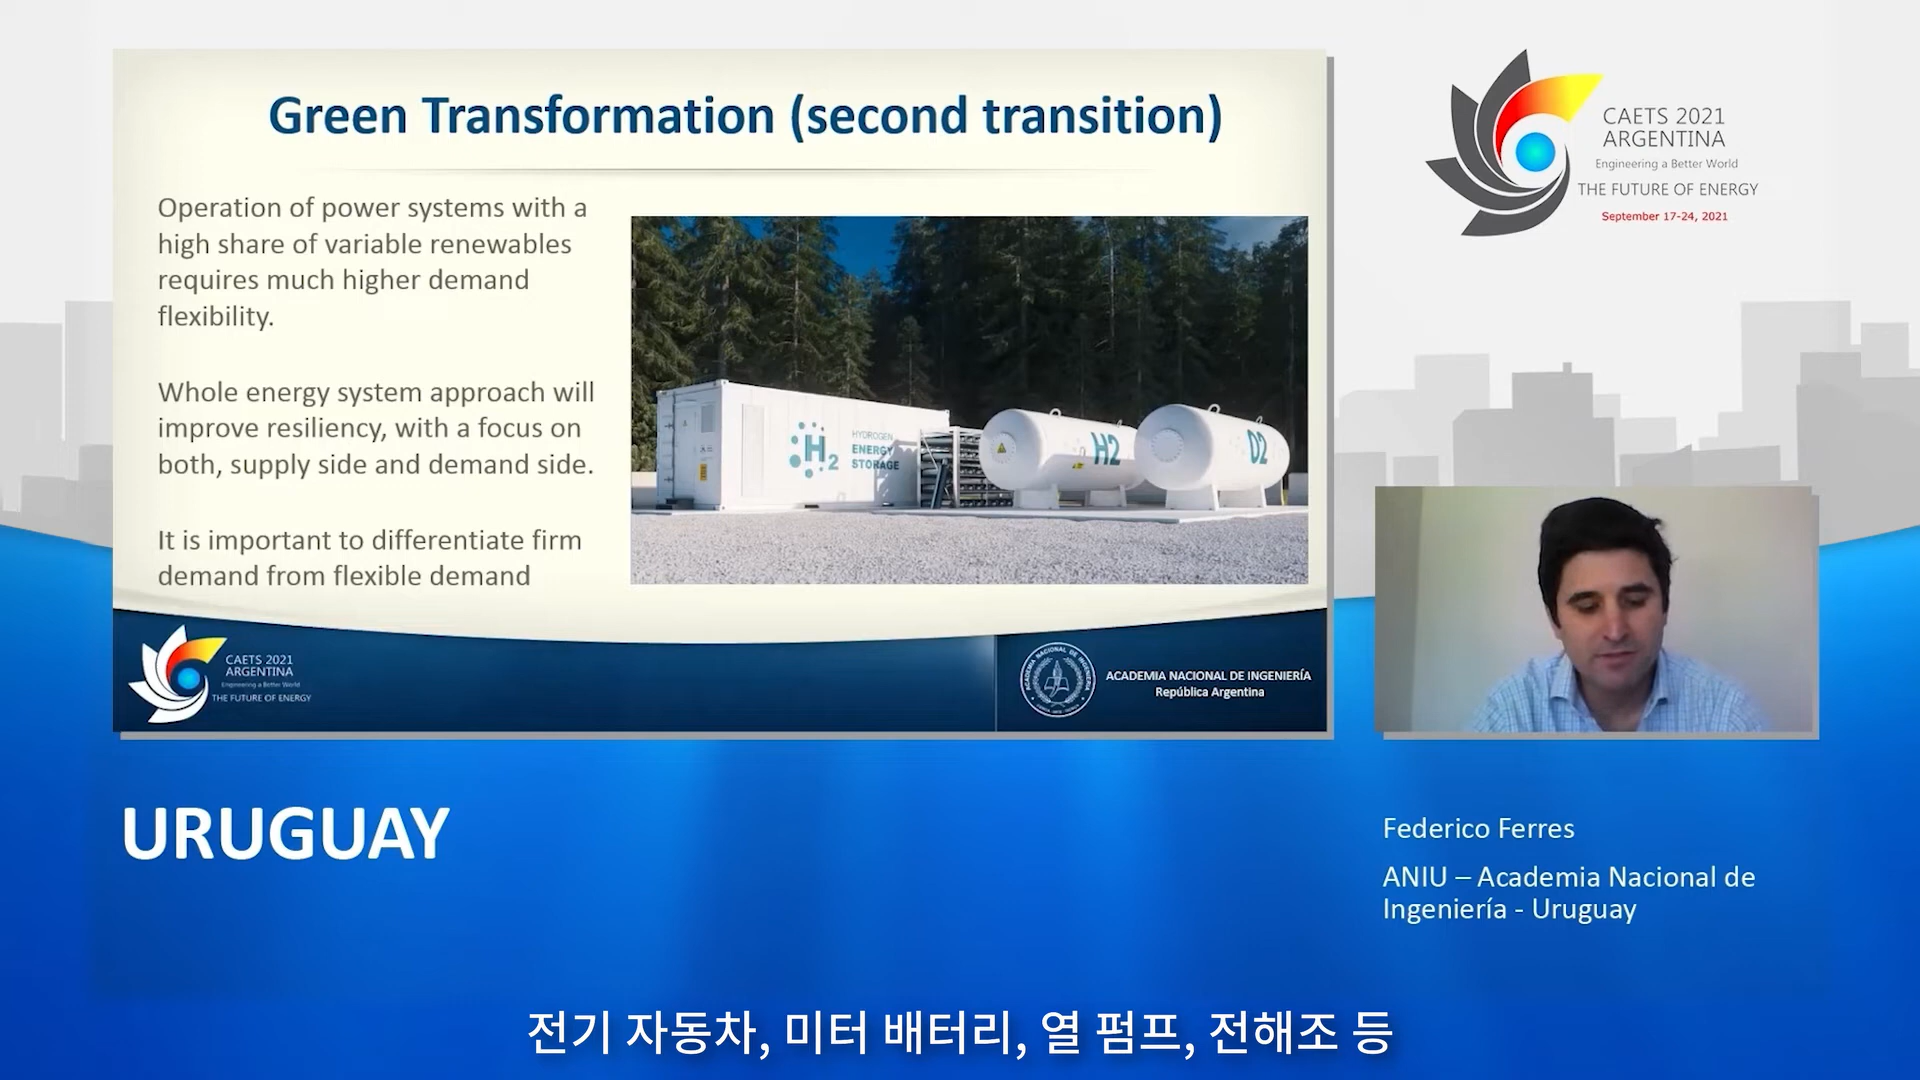 Green Transformation (second transition)
Operation of power systems with a
high share of variable renewables
requires much higher demand
flexibility.
Whole energy system approach will
improve resiliency, with a focus on
both, supply side and demand side.
It is important to differentiate firm
demand from flexible demand
H2
HYDROGEN
ENERGY
STORAGE
H2
O2
CAETS 2021
ARGENTINA
Engineering a Better World
THE FUTURE OF ENERGY
ACADEMIA NACIONAL DE INGENIERÍA
República Argentina
CAETS 2021
ARGENTINA
Engineering a Better World
THE FUTURE OF ENERGY
September 17-24, 2021
URUGUAY
Federico Ferres
ANIU – Academia Nacional de
Ingeniería - Uruguay
전기 자동차, 미터 배터리, 열 펌프, 전해조 등